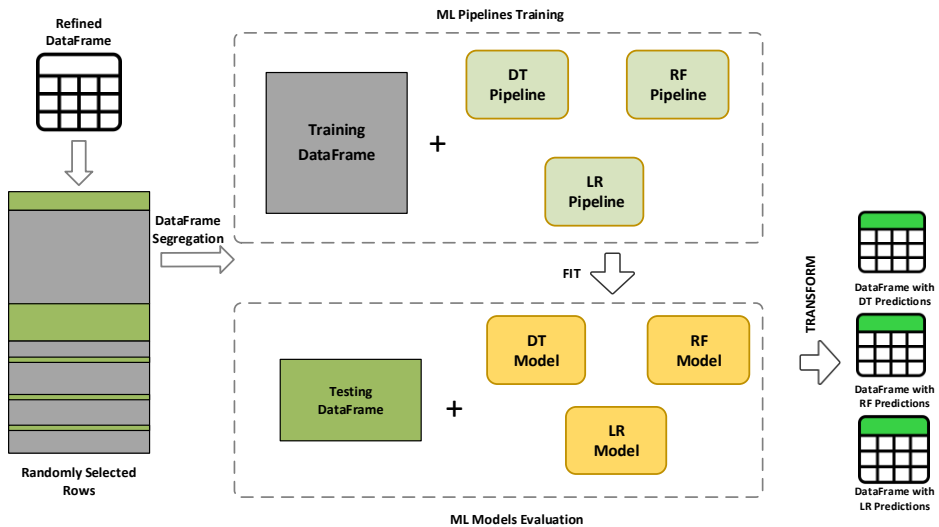 ML Pipelines Training
Refined
DataFrame
DT
Pipeline
RF
Pipeline
Training
DataFrame
+
LR
Pipeline
DataFrame
Segregation
FIT
TRANSFORM
DataFrame with
DT Predictions
DT
Model
RF
Model
Testing
DataFrame
+
LR
Model
DataFrame with
RF Predictions
Randomly Selected
Rows
DataFrame with
LR Predictions
ML Models Evaluation